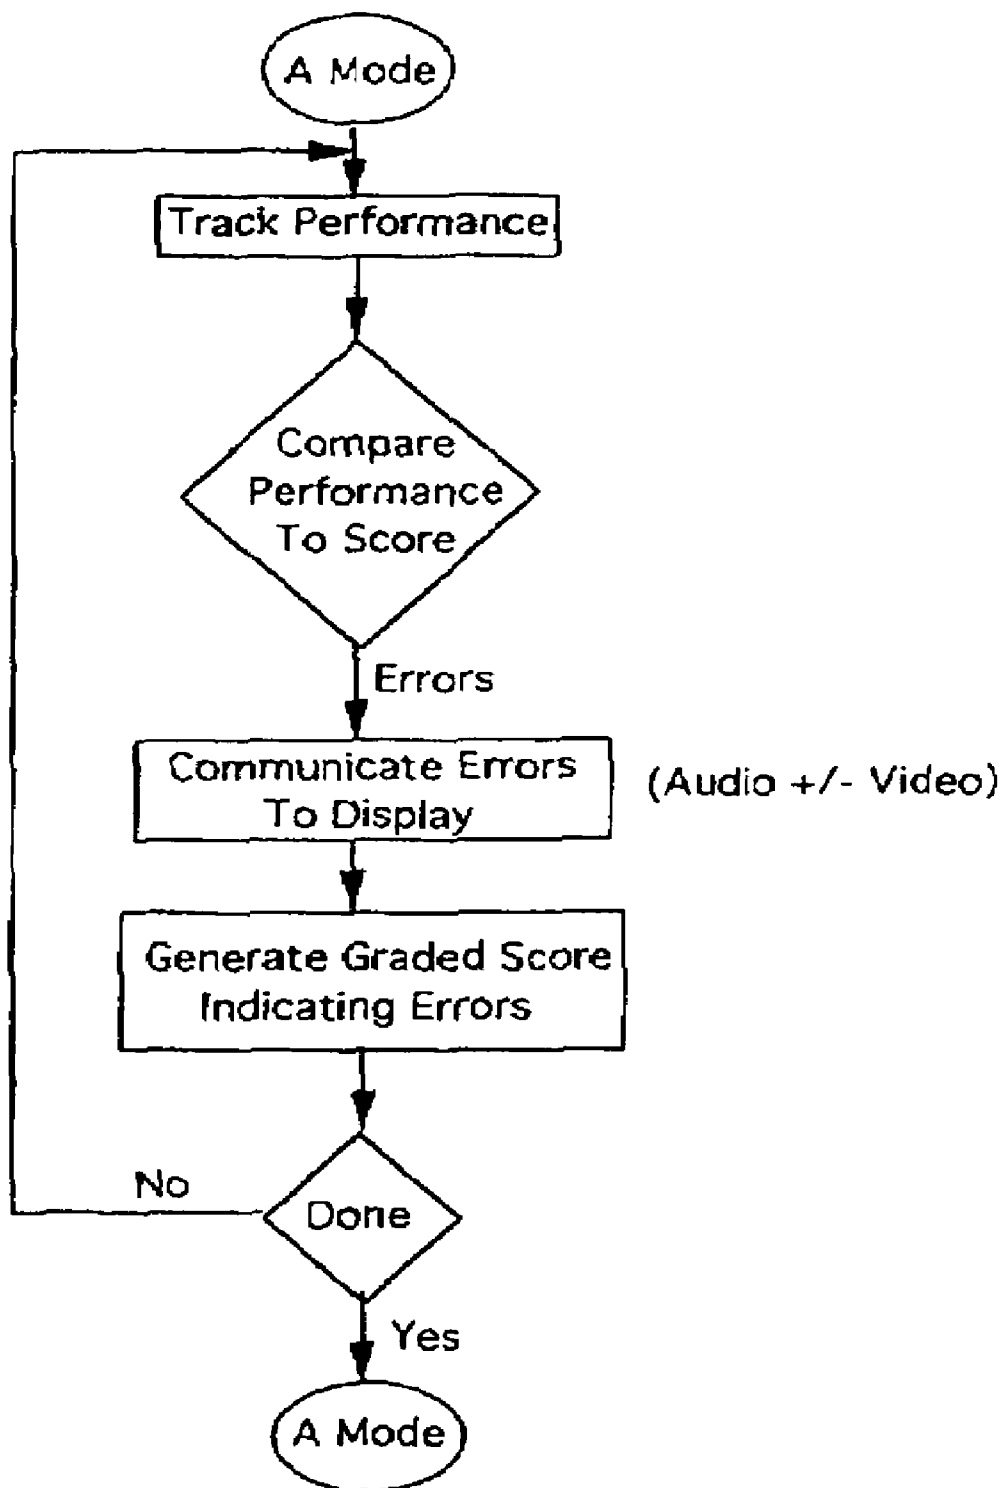 A Mode
Track Performance
Compare
Performance
To Score
Errors
Communicate Errors
To Display
(Audio +/- Video)
Generate Graded Score
Indicating Errors
No
Done
Yes
A Mode